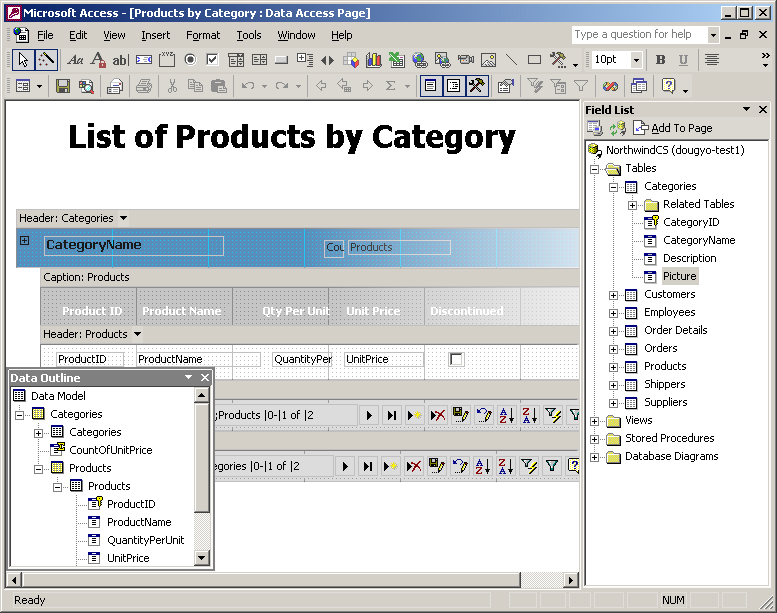 Microsoft Access - [Products by Category : Data Access Page]
File Edit View Insert Format Tools Window Help
Type a question for help
10pt
List of Products by Category
Header: Categories
CategoryName
Cou
Products
Caption: Products
Product ID Product Name Qty Per Unit Unit Price Discontinued
Header: Products
ProductID ProductName QuantityPer UnitPrice
;Products |0-|1 of |2
egories |0-|1 of |2
Data Outline
Data Model
Categories
Categories
CountOfUnitPrice
Products
Products
ProductID
ProductName
QuantityPerUnit
UnitPrice
Field List
Add To Page
NorthwindCS (dougyo-test1)
Tables
Categories
Related Tables
CategoryID
CategoryName
Description
Picture
Customers
Employees
Order Details
Orders
Products
Shippers
Suppliers
Views
Stored Procedures
Database Diagrams
Ready
NUM